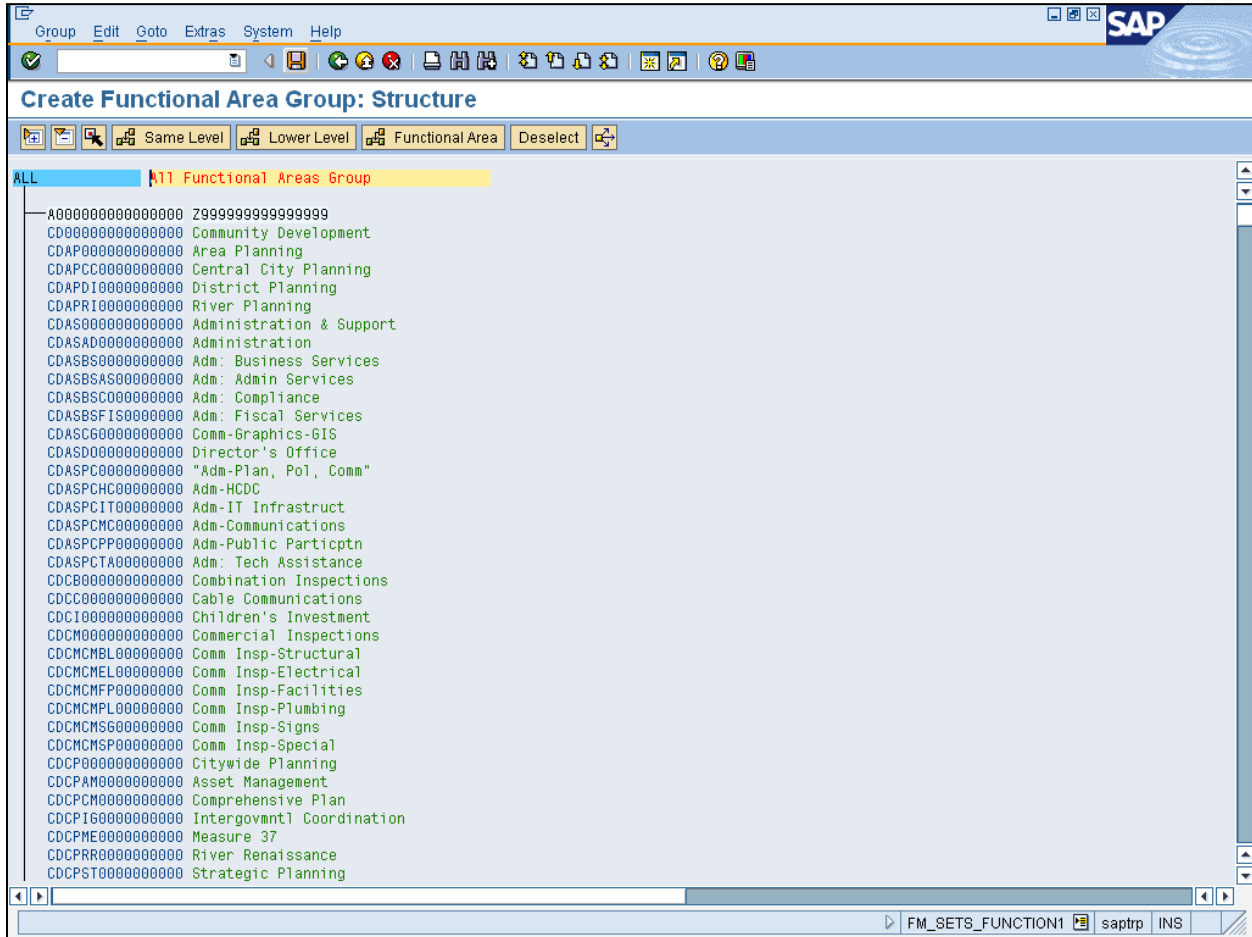 Group Edit Goto Extras System Help
SAP
Create Functional Area Group: Structure
Same Level Lower Level Functional Area Deselect
ALL All Functional Areas Group
A000000000000000 Z999999999999999
CD00000000000000 Community Development
CDAP000000000000 Area Planning
CDAPCC0000000000 Central City Planning
CDAPDI0000000000 District Planning
CDAPRI0000000000 River Planning
CDAS000000000000 Administration & Support
CDASAD0000000000 Administration
CDASBS0000000000 Adm: Business Services
CDASBSAS00000000 Adm: Admin Services
CDASBSCO00000000 Adm: Compliance
CDASBSFIS0000000 Adm: Fiscal Services
CDASCG0000000000 Comm-Graphics-GIS
CDASDO0000000000 Director's Office
CDASPC0000000000 "Adm-Plan, Pol, Comm"
CDASPCHC00000000 Adm-HCDC
CDASPCIT00000000 Adm-IT Infrastruct
CDASPCMC00000000 Adm-Communications
CDASPCPP00000000 Adm-Public Particptn
CDASPCTA00000000 Adm: Tech Assistance
CDCB000000000000 Combination Inspections
CDCC000000000000 Cable Communications
CDCI000000000000 Children's Investment
CDCM000000000000 Commercial Inspections
CDCMCMBL00000000 Comm Insp-Structural
CDCMCMEL00000000 Comm Insp-Electrical
CDCMCMFP00000000 Comm Insp-Facilities
CDCMCMPL00000000 Comm Insp-Plumbing
CDCMCMSG00000000 Comm Insp-Signs
CDCMCMSP00000000 Comm Insp-Special
CDCP000000000000 Citywide Planning
CDCPAM0000000000 Asset Management
CDCPCM0000000000 Comprehensive Plan
CDCPIG0000000000 Intergovmntl Coordination
CDCPME0000000000 Measure 37
CDCPRR0000000000 River Renaissance
CDCPST0000000000 Strategic Planning
FM_SETS_FUNCTION1 saptrp INS